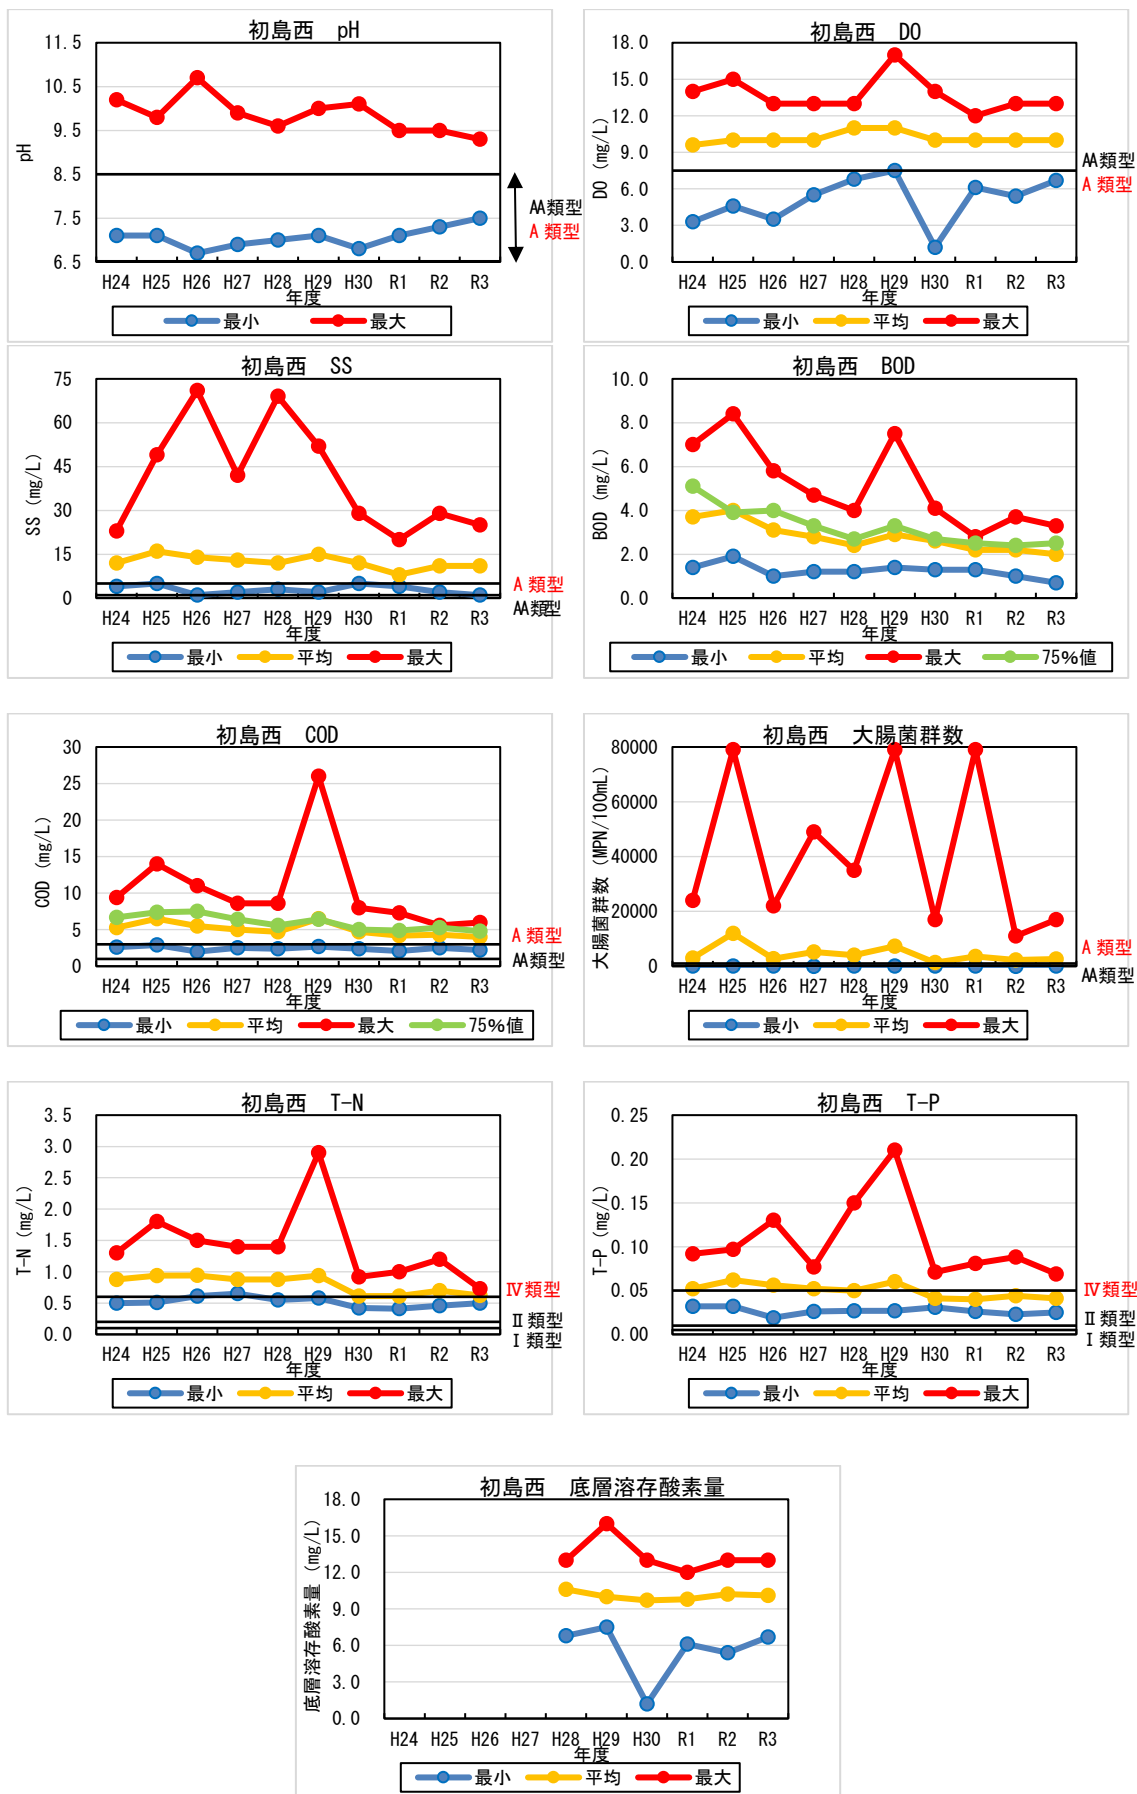 初島西　pH
pH
11.5
10.5
9.5
8.5
7.5
6.5
AA類型
A 類型
H24 H25 H26 H27 H28 H29 H30 R1 R2 R3
年度
最小 最大
初島西　DO
DO (mg/L)
18.0
15.0
12.0
9.0
6.0
3.0
0.0
AA類型
A 類型
H24 H25 H26 H27 H28 H29 H30 R1 R2 R3
年度
最小 平均 最大
初島西　SS
SS (mg/L)
75
60
45
30
15
0
A 類型
AA類型
H24 H25 H26 H27 H28 H29 H30 R1 R2 R3
年度
最小 平均 最大
初島西　BOD
BOD (mg/L)
10.0
8.0
6.0
4.0
2.0
0.0
H24 H25 H26 H27 H28 H29 H30 R1 R2 R3
年度
最小 平均 最大 75%値
初島西　COD
COD (mg/L)
30
25
20
15
10
5
0
A 類型
AA類型
H24 H25 H26 H27 H28 H29 H30 R1 R2 R3
年度
最小 平均 最大 75%値
初島西　大腸菌群数
大腸菌群数 (MPN/100mL)
80000
60000
40000
20000
0
A 類型
AA類型
H24 H25 H26 H27 H28 H29 H30 R1 R2 R3
年度
最小 平均 最大
初島西　T-N
T-N (mg/L)
3.5
3.0
2.5
2.0
1.5
1.0
0.5
0.0
Ⅳ類型
Ⅱ類型
Ⅰ類型
H24 H25 H26 H27 H28 H29 H30 R1 R2 R3
年度
最小 平均 最大
初島西　T-P
T-P (mg/L)
0.25
0.20
0.15
0.10
0.05
0.00
Ⅳ類型
Ⅱ類型
Ⅰ類型
H24 H25 H26 H27 H28 H29 H30 R1 R2 R3
年度
最小 平均 最大
初島西　底層溶存酸素量
底層溶存酸素量 (mg/L)
18.0
15.0
12.0
9.0
6.0
3.0
0.0
H24 H25 H26 H27 H28 H29 H30 R1 R2 R3
年度
最小 平均 最大